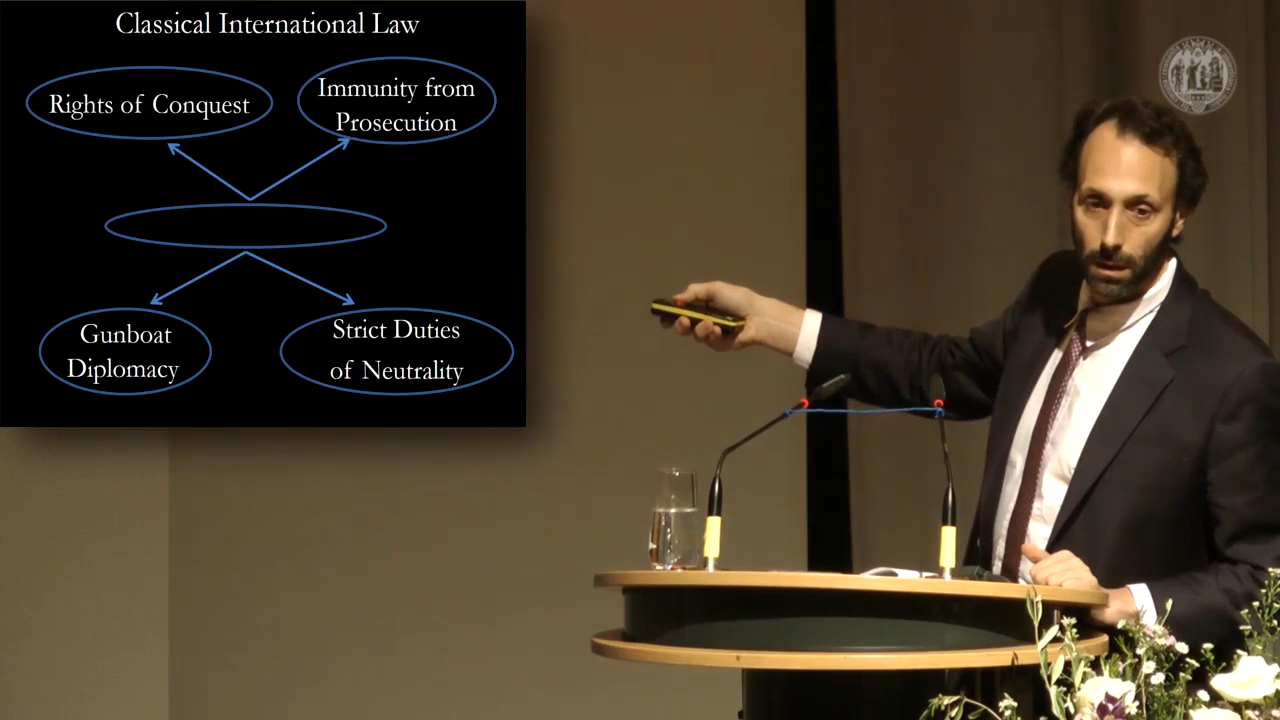 Classical International Law
Rights of Conquest
Immunity from
Prosecution
Gunboat
Diplomacy
Strict Duties
of Neutrality